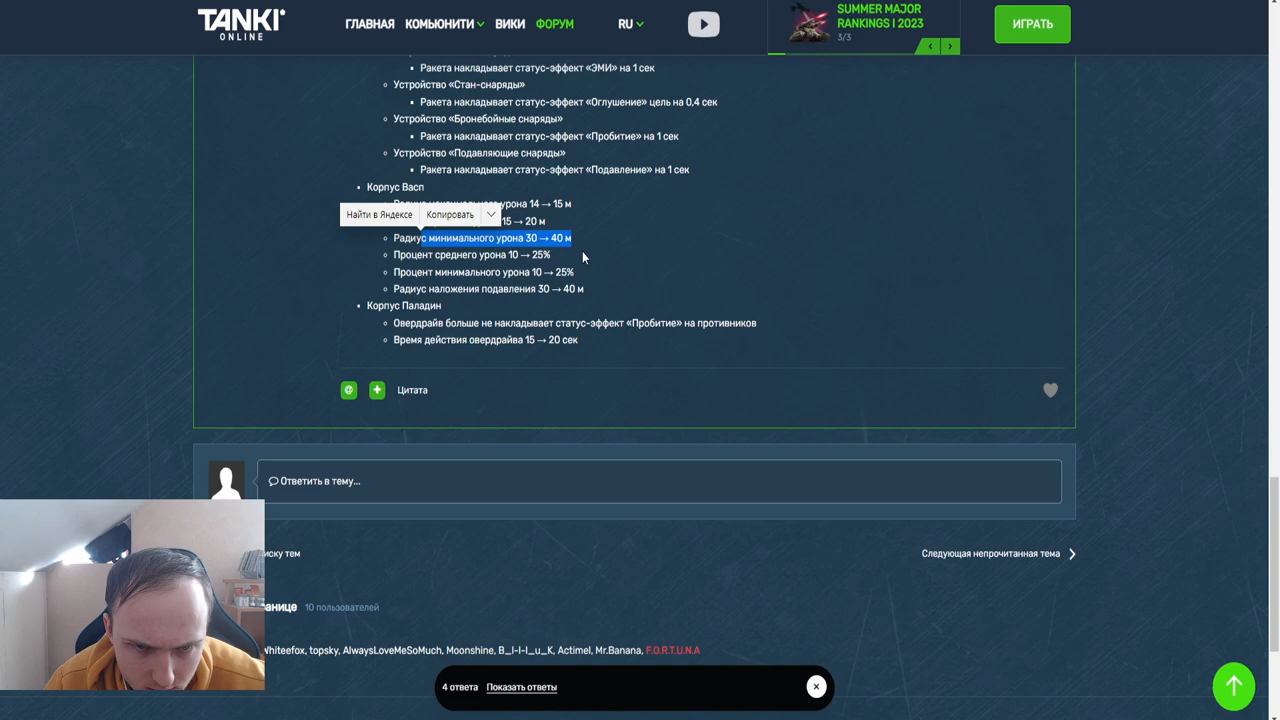 TANKI
ONLINE
ГЛАВНАЯ КОМЬЮНИТИ ВИКИ ФОРУМ
RU
SUMMER MAJOR
RANKINGS I 2023
3/3
ИГРАТЬ
Ракета накладывает статус-эффект «ЭМИ» на 1 сек
Устройство «Стан-снаряды»
Ракета накладывает статус-эффект «Оглушение» цель на 0,4 сек
Устройство «Бронебойные снаряды»
Ракета накладывает статус-эффект «Пробитие» на 1 сек
Устройство «Подавляющие снаряды»
Ракета накладывает статус-эффект «Подавление» на 1 сек
Корпус Васп
урона 14 → 15 м
Найти в Яндексе Копировать
15 → 20 м
Радиус минимального урона 30 → 40 м
Процент среднего урона 10 → 25%
Процент минимального урона 10 → 25%
Радиус наложения подавления 30 → 40 м
Корпус Паладин
Овердрайв больше не накладывает статус-эффект «Пробитие» на противников
Время действия овердрайва 15 → 20 сек
@ + Цитата
Ответить в тему...
иску тем
Следующая непрочитанная тема
анице 10 пользователей
Whiteefox, topsky, AlwaysLoveMeSoMuch, Moonshine, B_l-l-l_u_K, Actimel, Mr.Banana, F.O.R.T.U.N.A
4 ответа Показать ответы